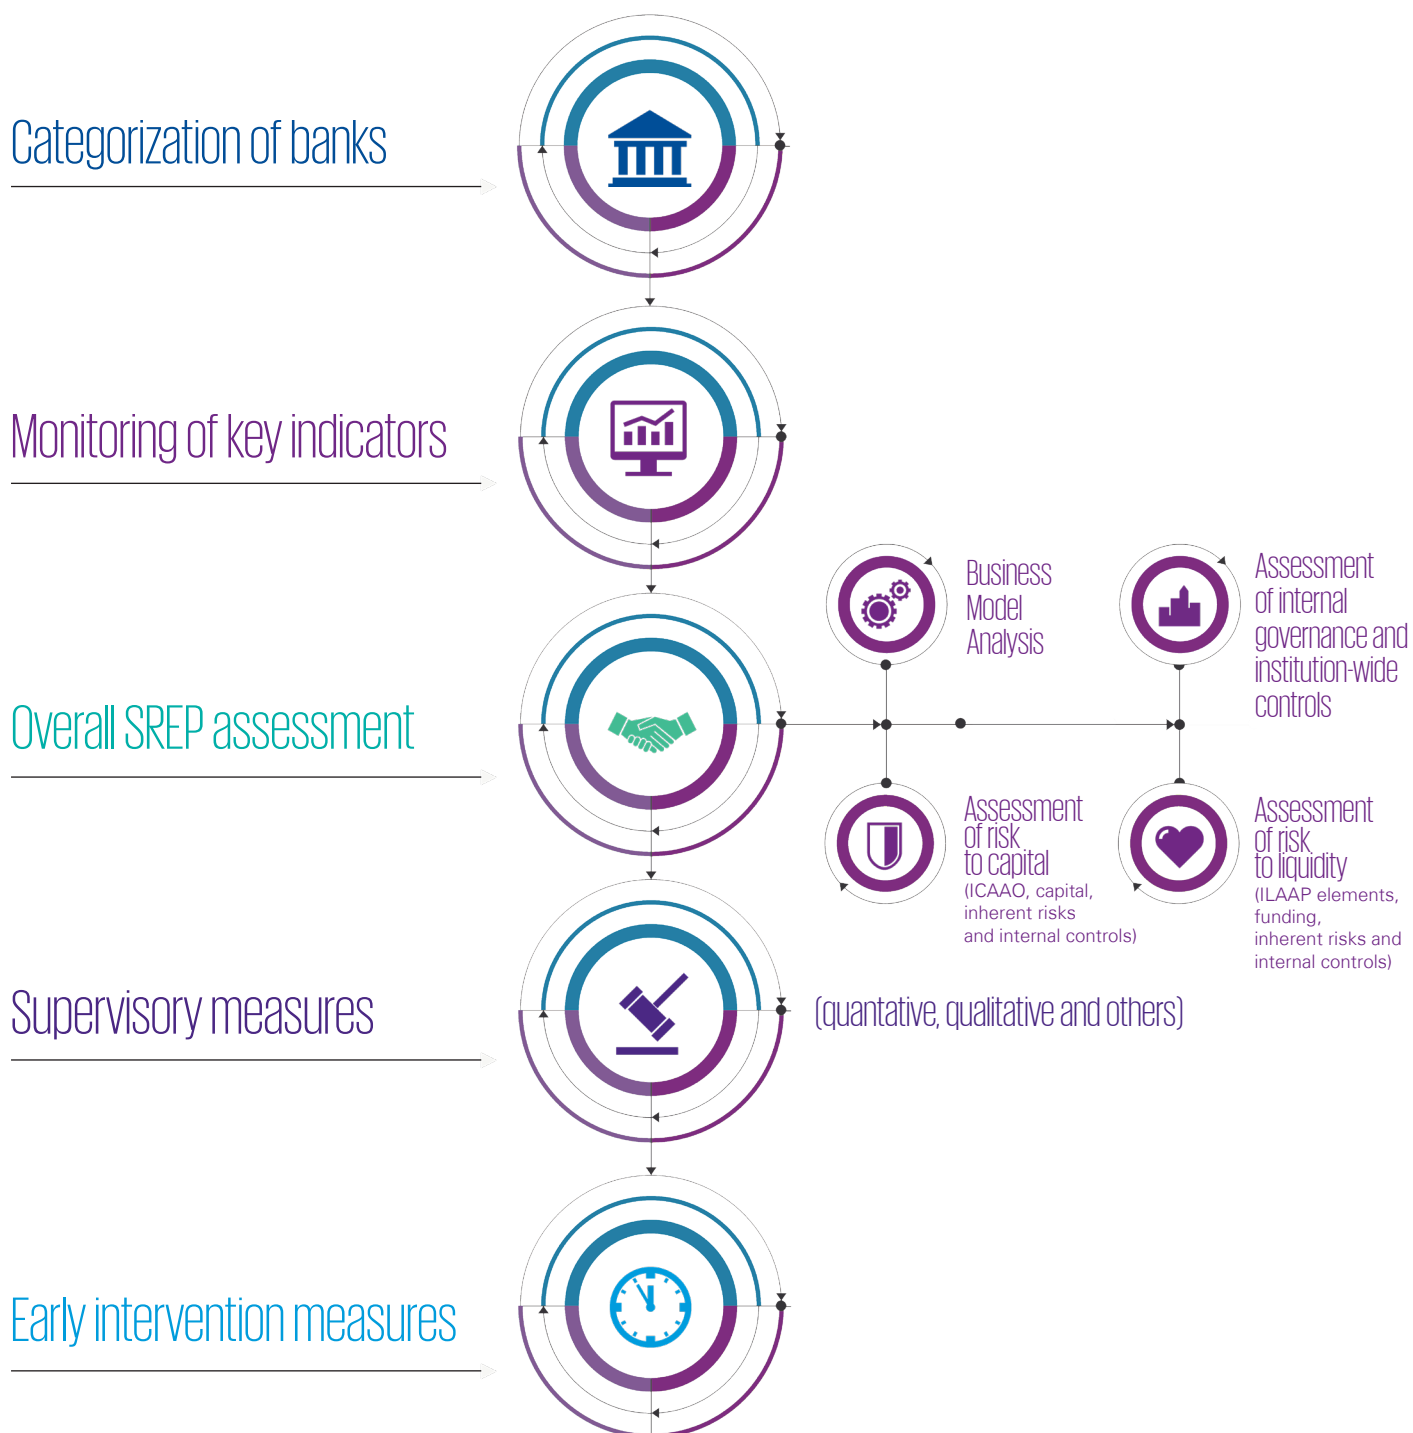 Categorization of banks
Monitoring of key indicators
Business
Model
Analysis
Assessment
of internal
governance and
institution-wide
controls
Overall SREP assessment
Assessment
of risk
to capital
(ICAAO, capital,
inherent risks
and internal controls)
Assessment
of risk
to liquidity
(ILAAP elements,
funding,
inherent risks and
internal controls)
Supervisory measures
(quantative, qualitative and others)
Early intervention measures